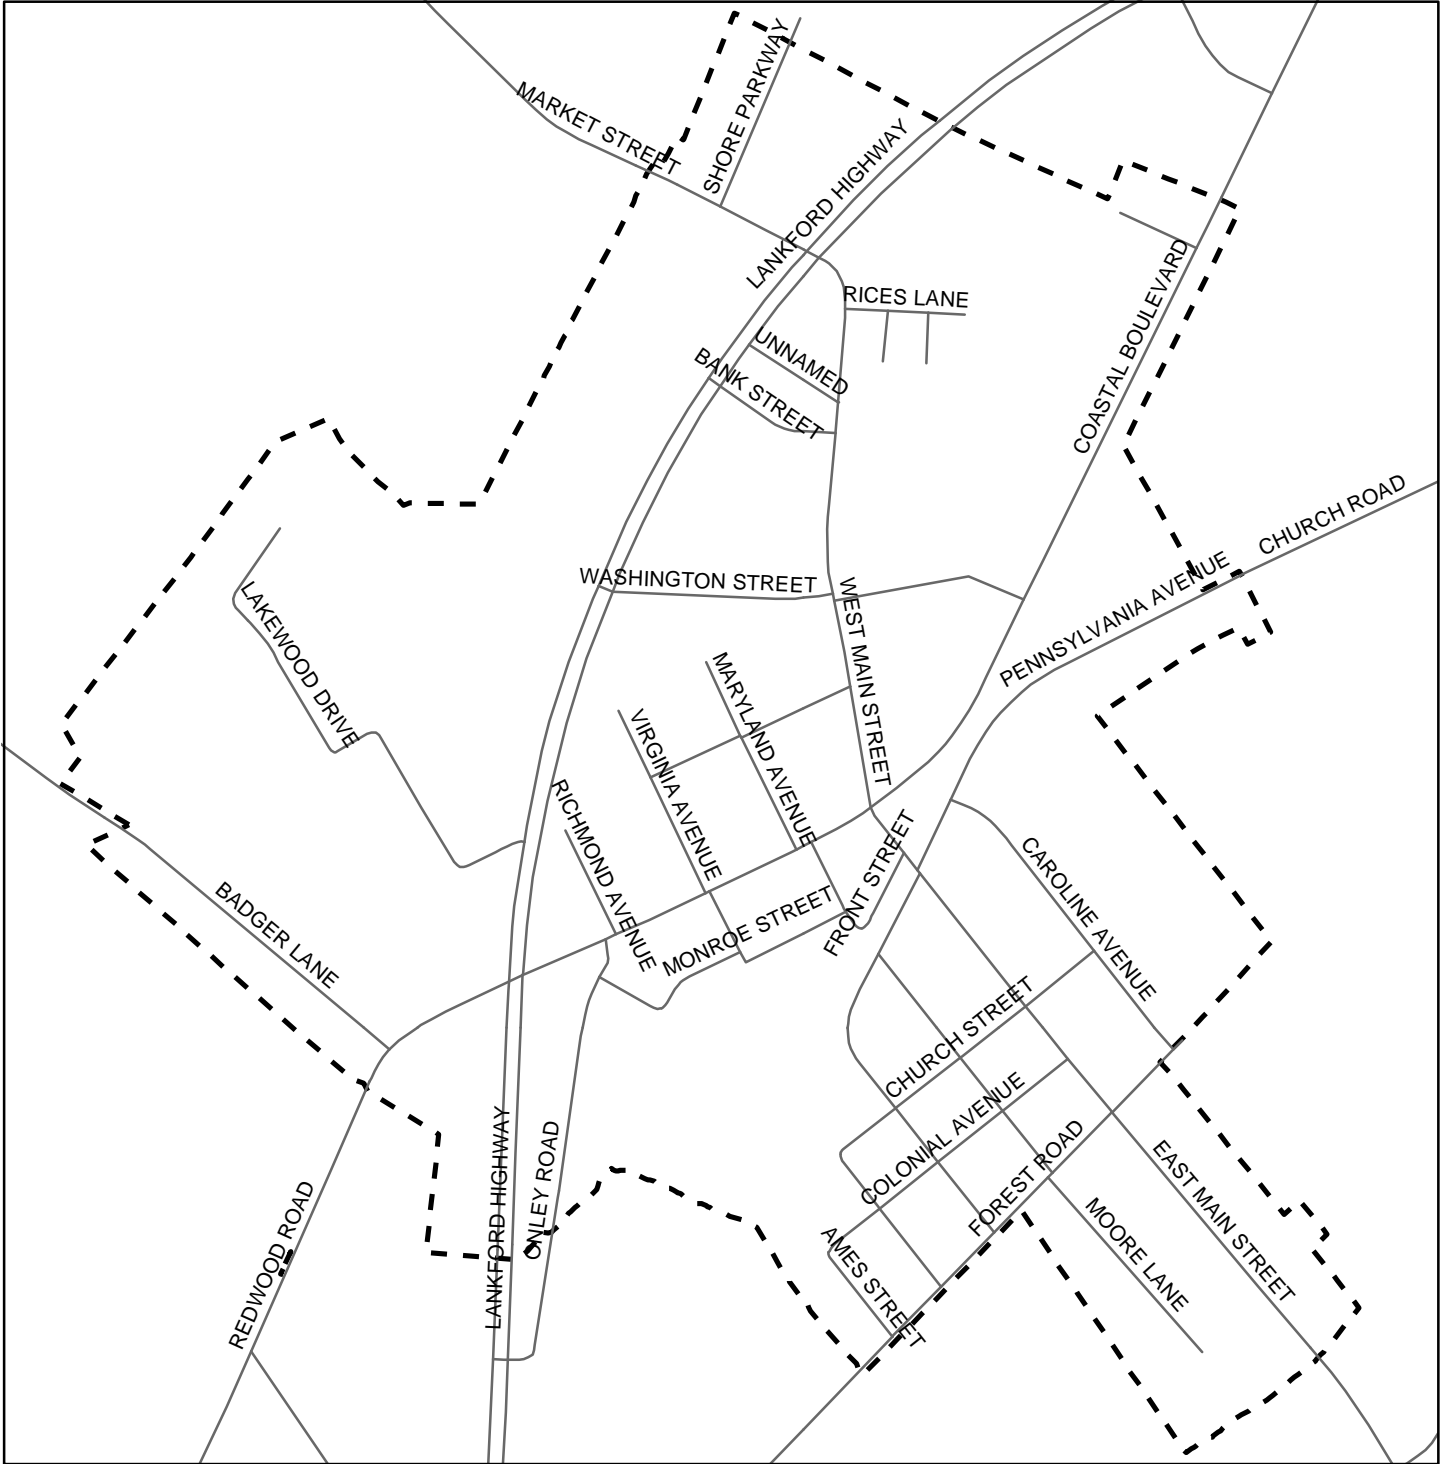 SHORE PARKWAY
MARKET STREET
LANKFORD HIGHWAY
RICES LANE
COASTAL BOULEVARD
UNNAMED
BANK STREET
CHURCH ROAD
PENNSYLVANIA AVENUE
WASHINGTON STREET
WEST MAIN STREET
LAKEWOOD DRIVE
MARYLAND AVENUE
VIRGINIA AVENUE
RICHMOND AVENUE
FRONT STREET
CAROLINE AVENUE
BADGER LANE
MONROE STREET
CHURCH STREET
COLONIAL AVENUE
LANKFORD HIGHWAY
ONLEY ROAD
FOREST ROAD
EAST MAIN STREET
REDWOOD ROAD
MOORE LANE
AMES STREET